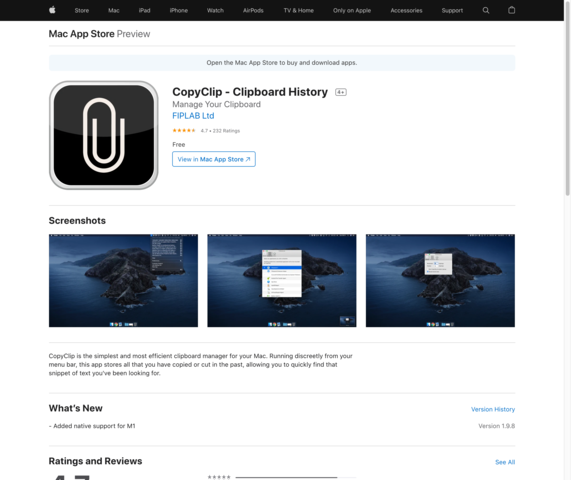 Store Mac iPad iPhone Watch AirPods TV & Home Only on Apple Accessories Support
Mac App Store Preview
Open the Mac App Store to buy and download apps.
CopyClip - Clipboard History 4+
Manage Your Clipboard
FIPLAB Ltd
4.7 • 232 Ratings
Free
View in Mac App Store ↗
Screenshots
CopyClip is the simplest and most efficient clipboard manager for your Mac. Running discreetly from your
menu bar, this app stores all that you have copied or cut in the past, allowing you to quickly find that
snippet of text you've been looking for.
What's New
Version History
- Added native support for M1
Version 1.9.8
Ratings and Reviews
See All
4.7